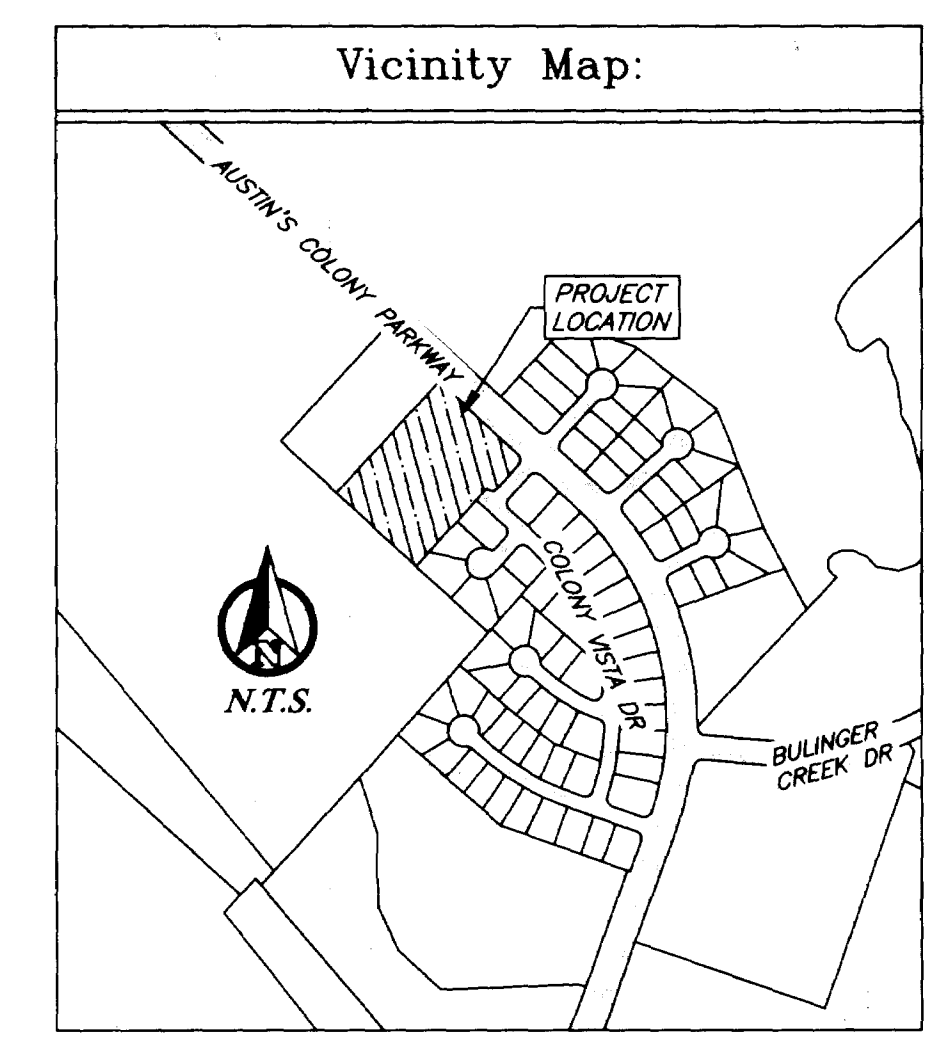 Vicinity Map:
AUSTIN'S COLONY PARKWAY
PROJECT
LOCATION
COLONY VISTA DR
N
N.T.S.
BULINGER
CREEK DR